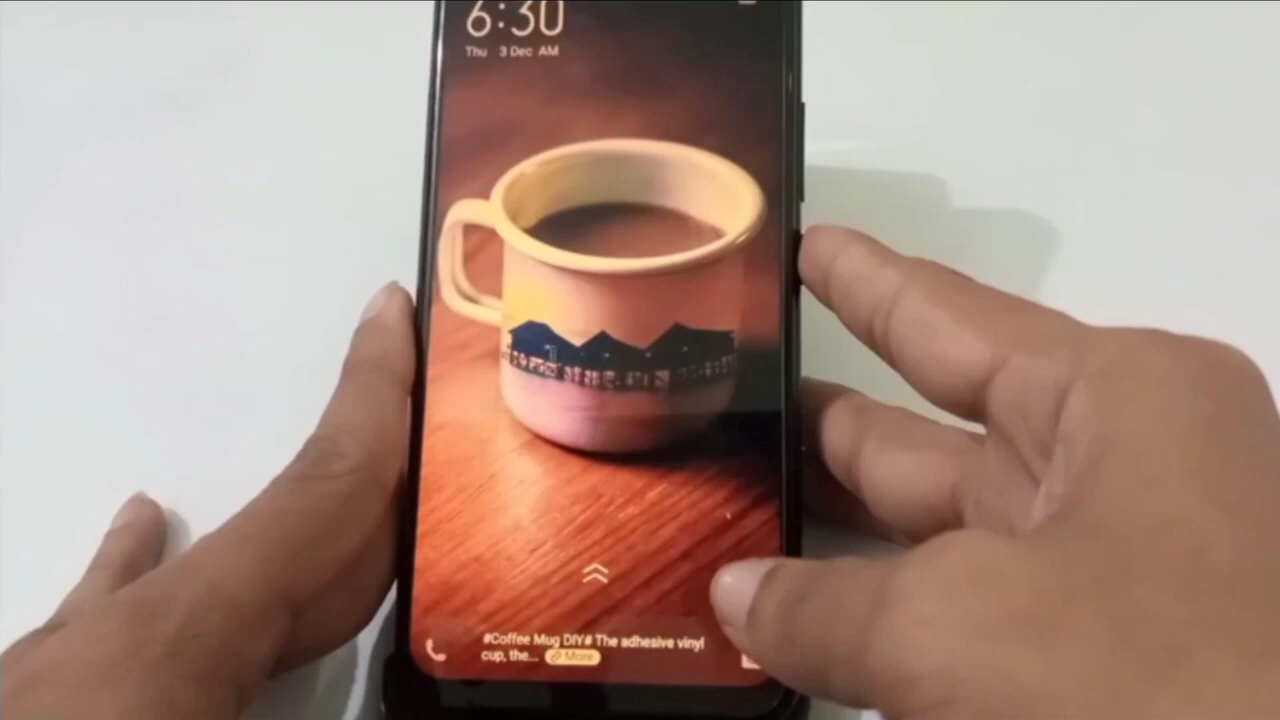 6:30
Thu 3 Dec AM
#Coffee Mug DIY# The adhesive vinyl
cup, the... More